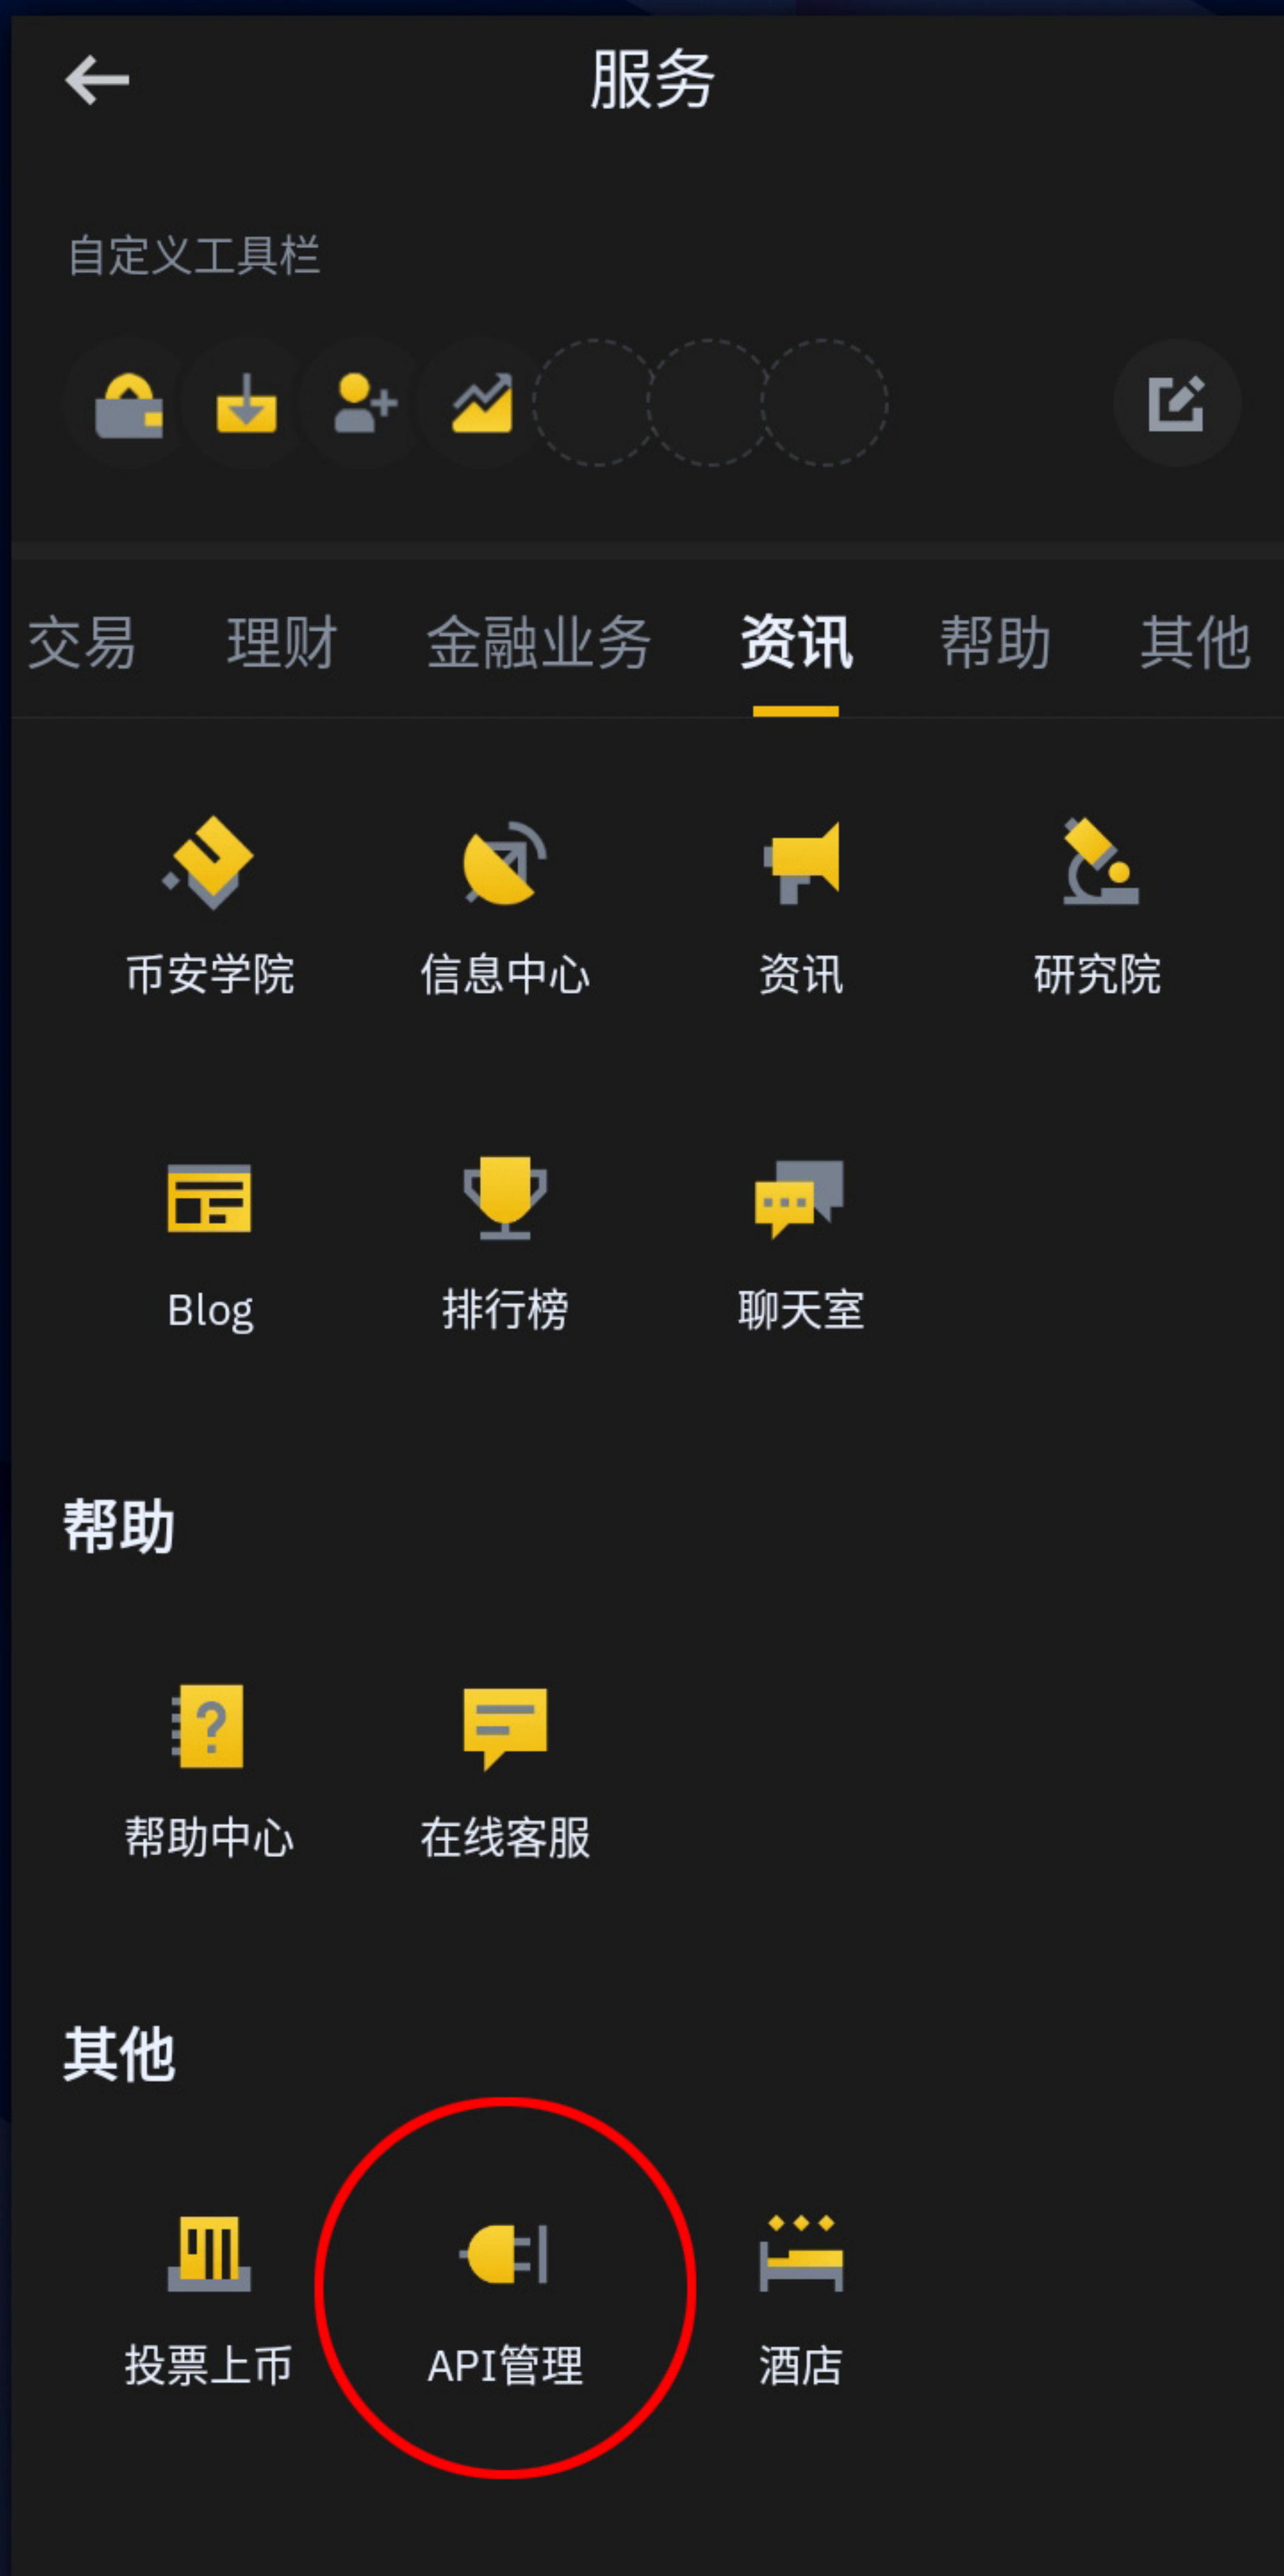 服务
自定义工具栏
交易 理财 金融业务 资讯 帮助 其他
币安学院 信息中心 资讯 研究院
Blog 排行榜 聊天室
帮助
帮助中心 在线客服
其他
投票上币 API管理 酒店